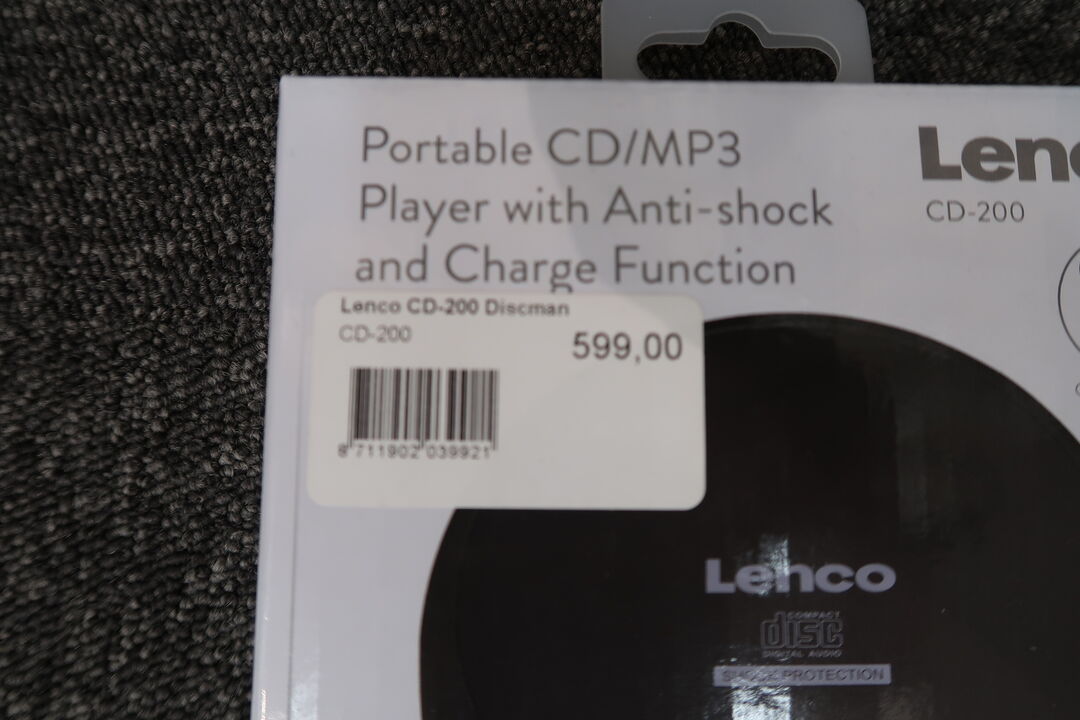 Portable CD/MP3
Player with Anti-shock
and Charge Function
Lenco
CD-200
Lenco CD-200 Discman
CD-200
599,00
8 711902 039921
Lenco
COMPACT
disc
DIGITAL AUDIO
SHOCK PROTECTION